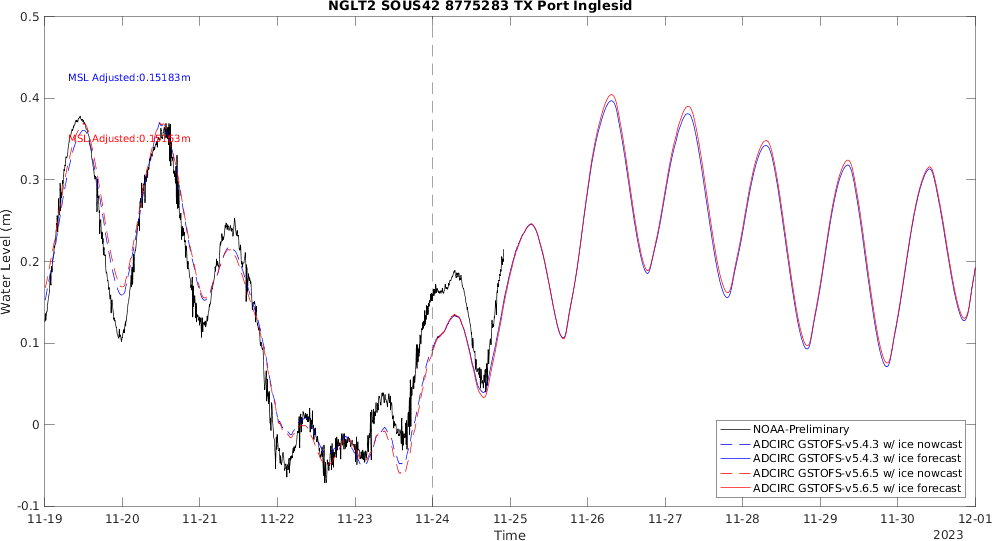 NGLT2 SOUS42 8775283 TX Port Inglesid
0.5
MSL Adjusted:0.15183m
0.4
MSL
0.3
0.2
0.1
0
-0.1
Water Level (m)
NOAA-Preliminary
ADCIRC GSTOFS-v5.4.3 w/ ice nowcast
ADCIRC GSTOFS-v5.4.3 w/ ice forecast
ADCIRC GSTOFS-v5.6.5 w/ ice nowcast
ADCIRC GSTOFS-v5.6.5 w/ ice forecast
11-19 11-20 11-21 11-22 11-23 11-24 11-25 11-26 11-27 11-28 11-29 11-30 12-01
Time
2023